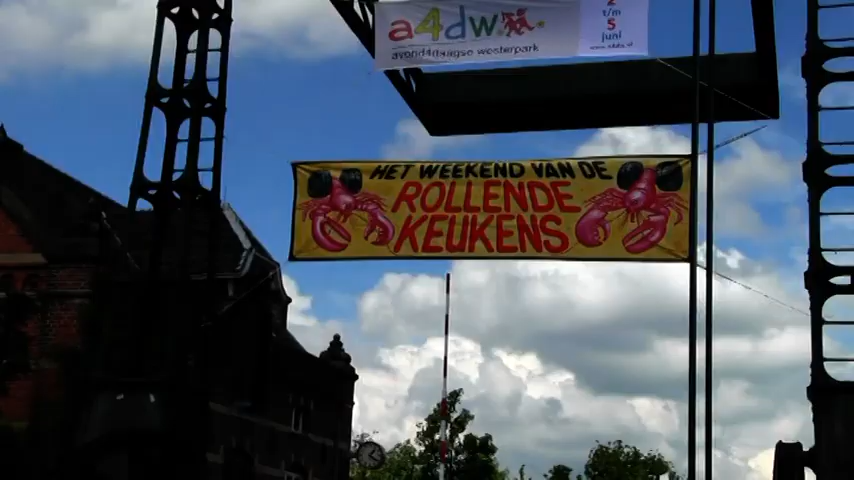 a4dw
avond4daagse westerpark
2
t/m
5
juni
HET WEEKEND VAN DE
ROLLENDE
KEUKENS